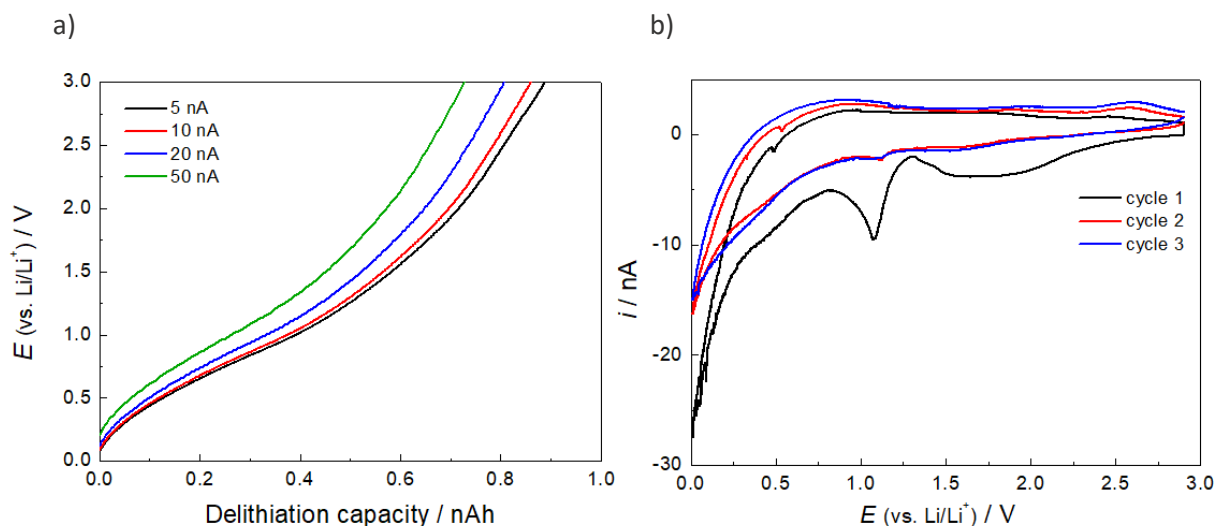 a)
3.0
2.5
2.0
1.5
1.0
0.5
0.0
E (vs. Li/Li⁺) / V
5 nA
10 nA
20 nA
50 nA
0.0 0.2 0.4 0.6 0.8 1.0
Delithiation capacity / nAh
b)
0
-10
-20
-30
i / nA
cycle 1
cycle 2
cycle 3
0.0 0.5 1.0 1.5 2.0 2.5 3.0
E (vs. Li/Li⁺) / V